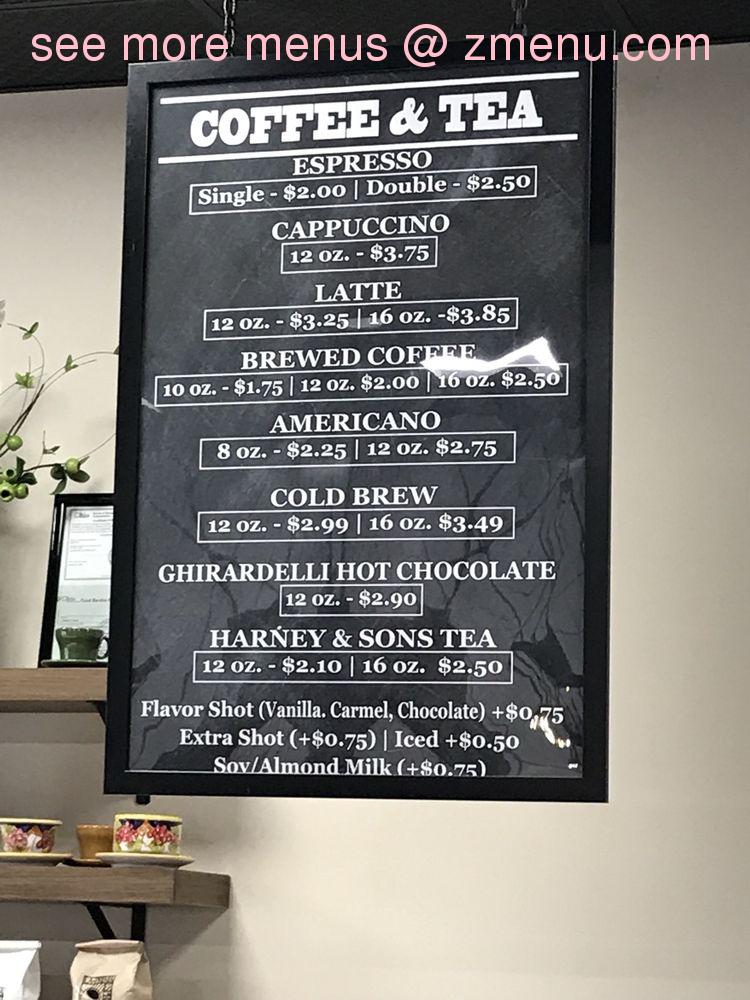 see more menus @ zmenu.com
COFFEE & TEA
ESPRESSO
Single - $2.00 | Double - $2.50
CAPPUCCINO
12 oz. - $3.75
LATTE
12 oz. - $3.25 | 16 oz. -$3.85
BREWED COFFEE
10 oz. - $1.75 | 12 oz. $2.00 | 16 oz. $2.50
AMERICANO
8 oz. - $2.25 | 12 oz. $2.75
COLD BREW
12 oz. - $2.99 | 16 oz. $3.49
GHIRARDELLI HOT CHOCOLATE
12 oz. - $2.90
HARNEY & SONS TEA
12 oz. - $2.10 | 16 oz. $2.50
Flavor Shot (Vanilla. Carmel, Chocolate) +$0.75
Extra Shot (+$0.75) | Iced +$0.50
Soy/Almond Milk (+$0.75)